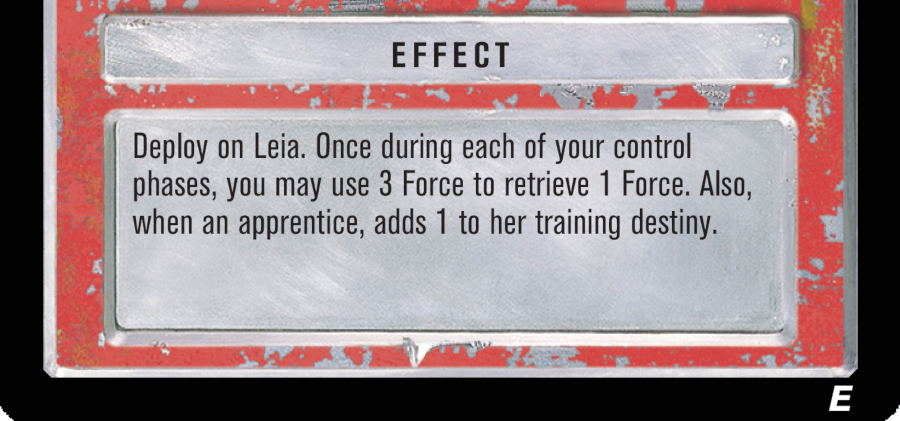 EFFECT
Deploy on Leia. Once during each of your control
phases, you may use 3 Force to retrieve 1 Force. Also,
when an apprentice, adds 1 to her training destiny.
E